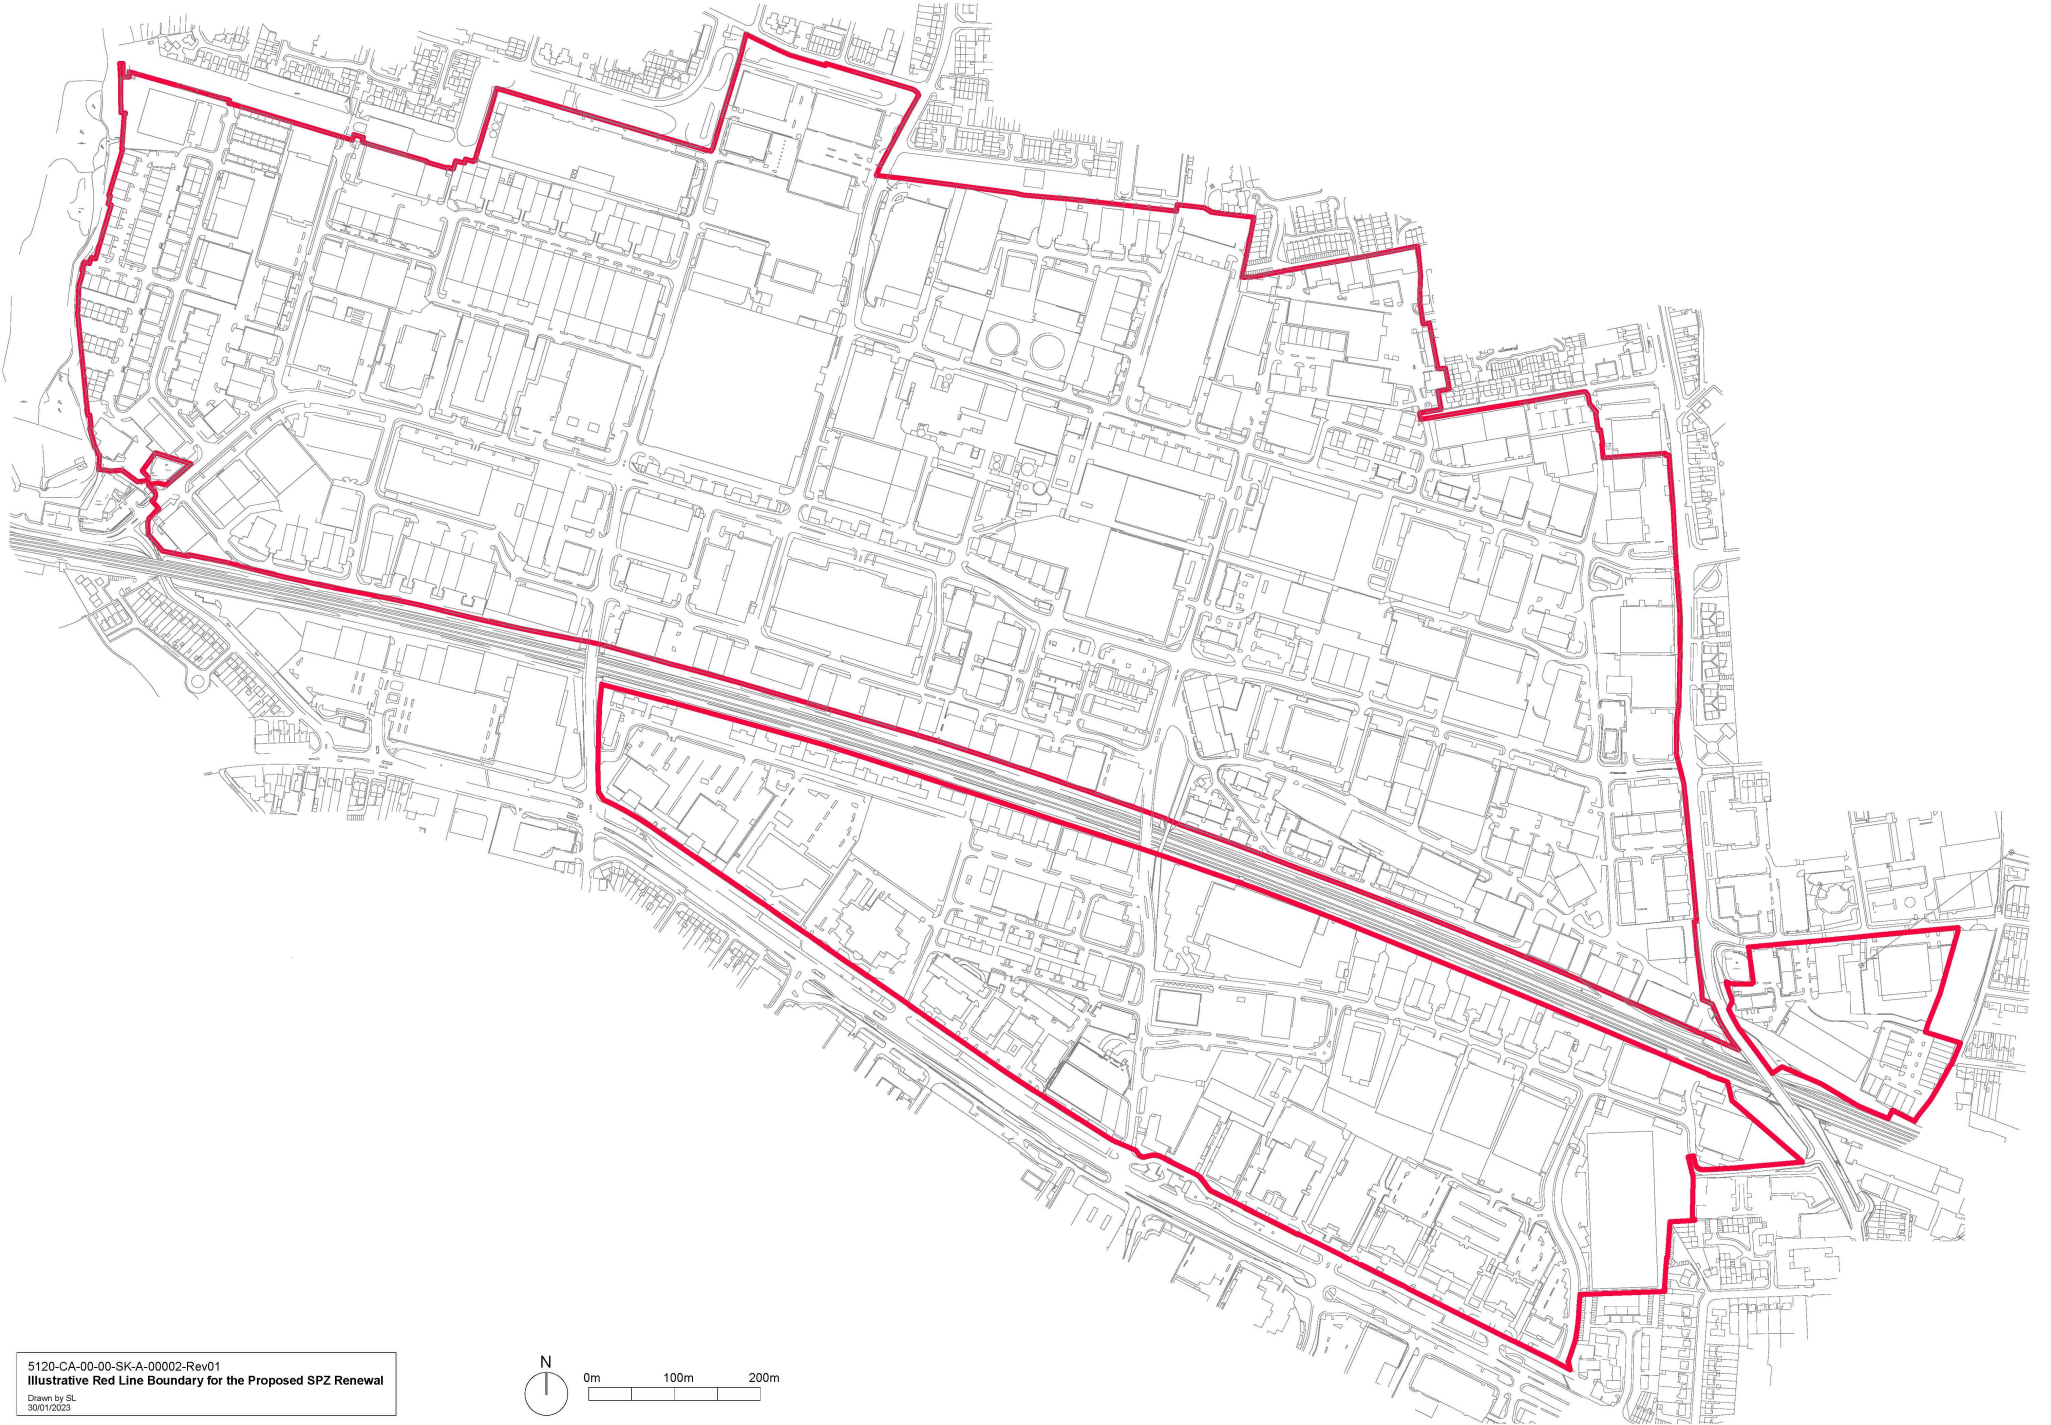 5120-CA-00-00-SK-A-00002-Rev01
Illustrative Red Line Boundary for the Proposed SPZ Renewal
Drawn by SL
30/01/2023
N
0m 100m 200m